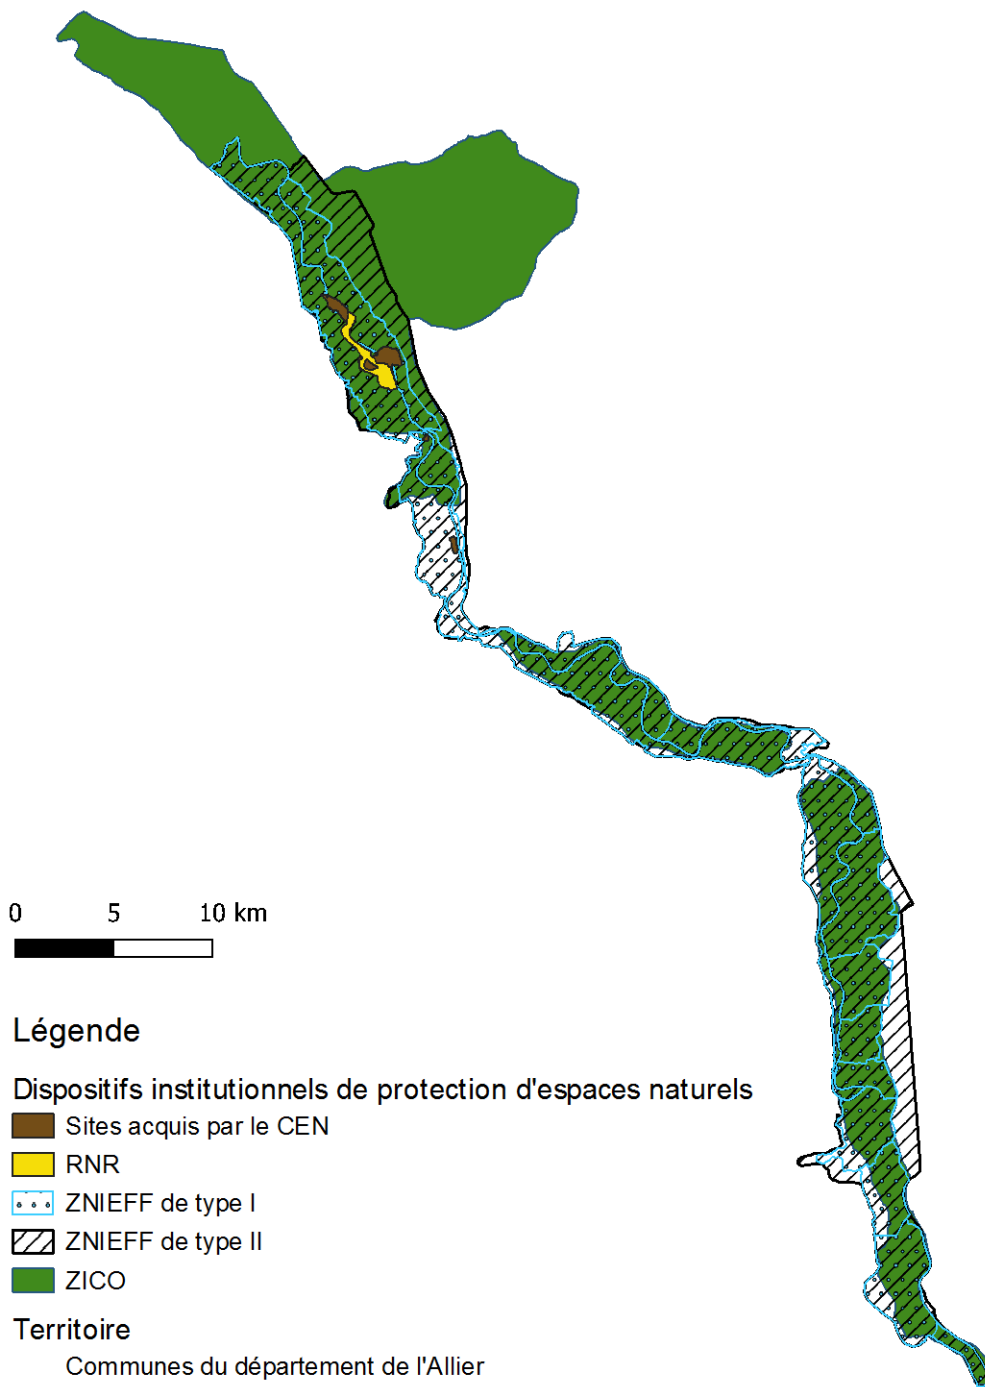 0 5 10 km
Légende
Dispositifs institutionnels de protection d'espaces naturels
Sites acquis par le CEN
RNR
ZNIEFF de type I
ZNIEFF de type II
ZICO
Territoire
Communes du département de l'Allier